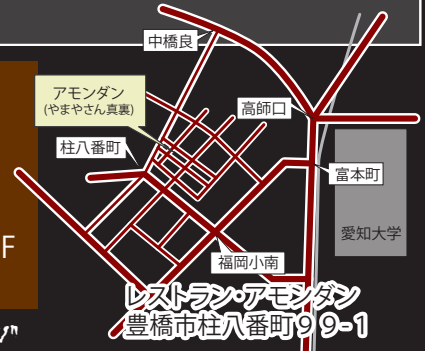 中橋良
アモンダン
(やまやさん真裏)
高師口
柱八番町
富本町
愛知大学
F
福岡小南
レストラン・アモンダン
豊橋市柱八番町９９-1